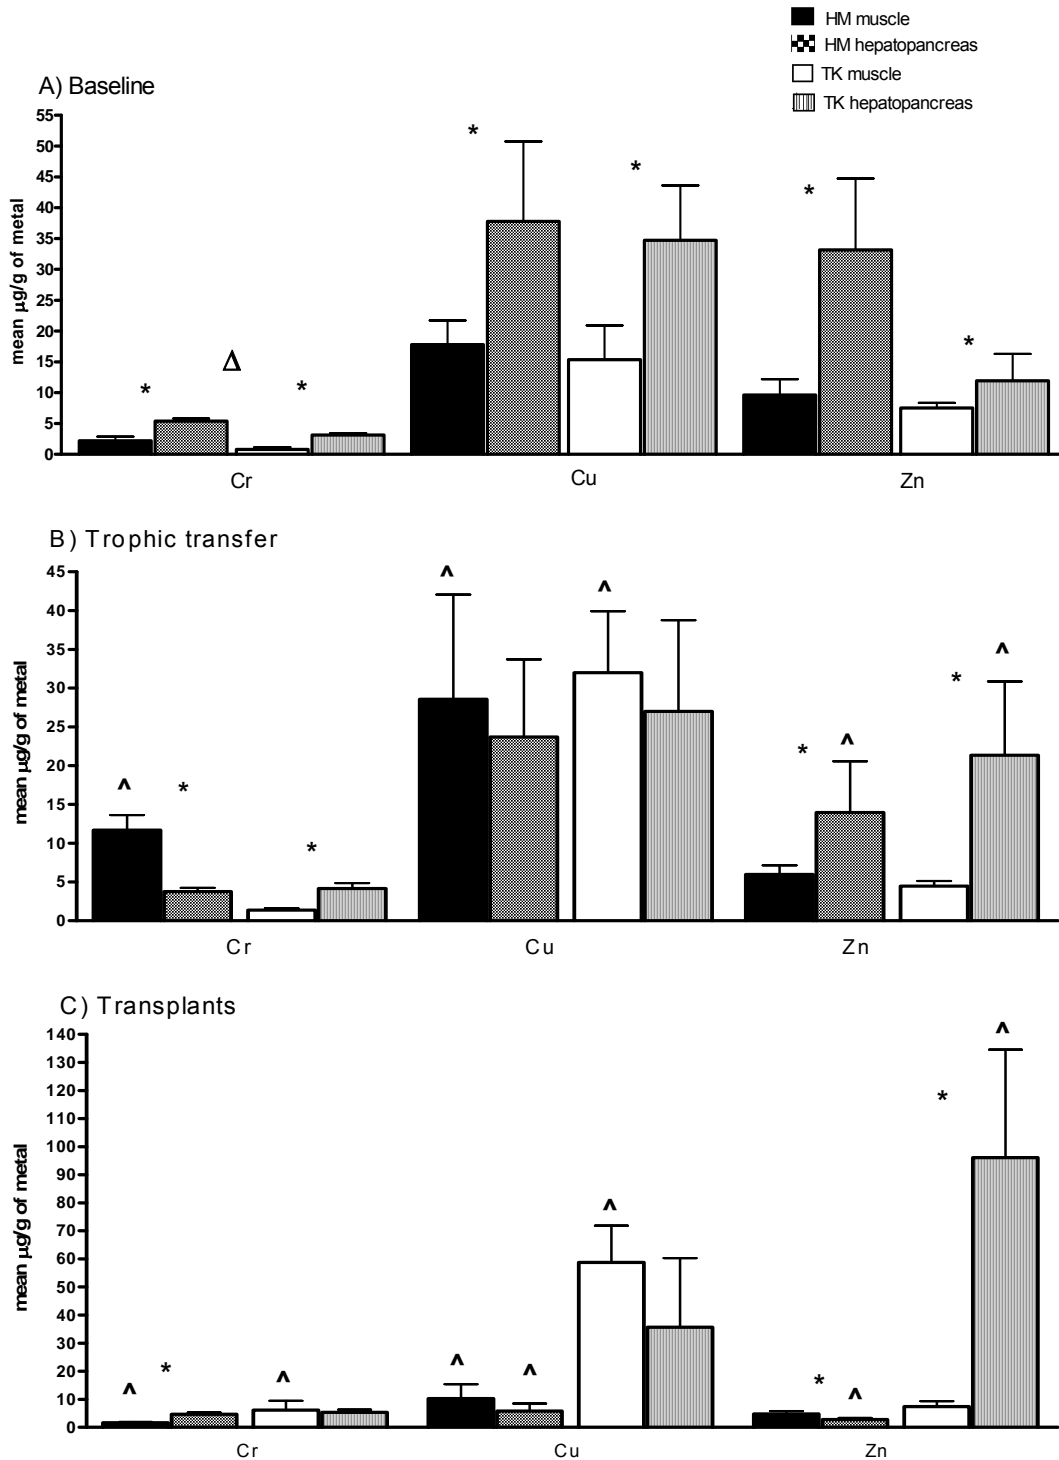 HM muscle
HM hepatopancreas
TK muscle
TK hepatopancreas
A) Baseline
mean µg/g of metal
55
50
45
40
35
30
25
20
15
10
5
0
* Δ * * * * *
Cr Cu Zn
B) Trophic transfer
mean µg/g of metal
45
40
35
30
25
20
15
10
5
0
^ * * ^ ^ * ^ * ^
Cr Cu Zn
C) Transplants
mean µg/g of metal
140
130
120
110
100
90
80
70
60
50
40
30
20
10
0
^ * ^ ^ ^ ^ * ^ * ^
Cr Cu Zn